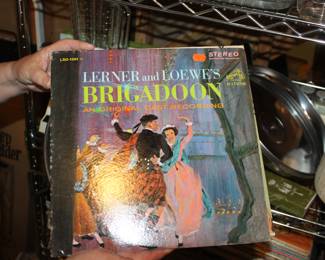 STEREO
LERNER and LOEWE'S
BRIGADOON
AN ORIGINAL CAST RECORDING